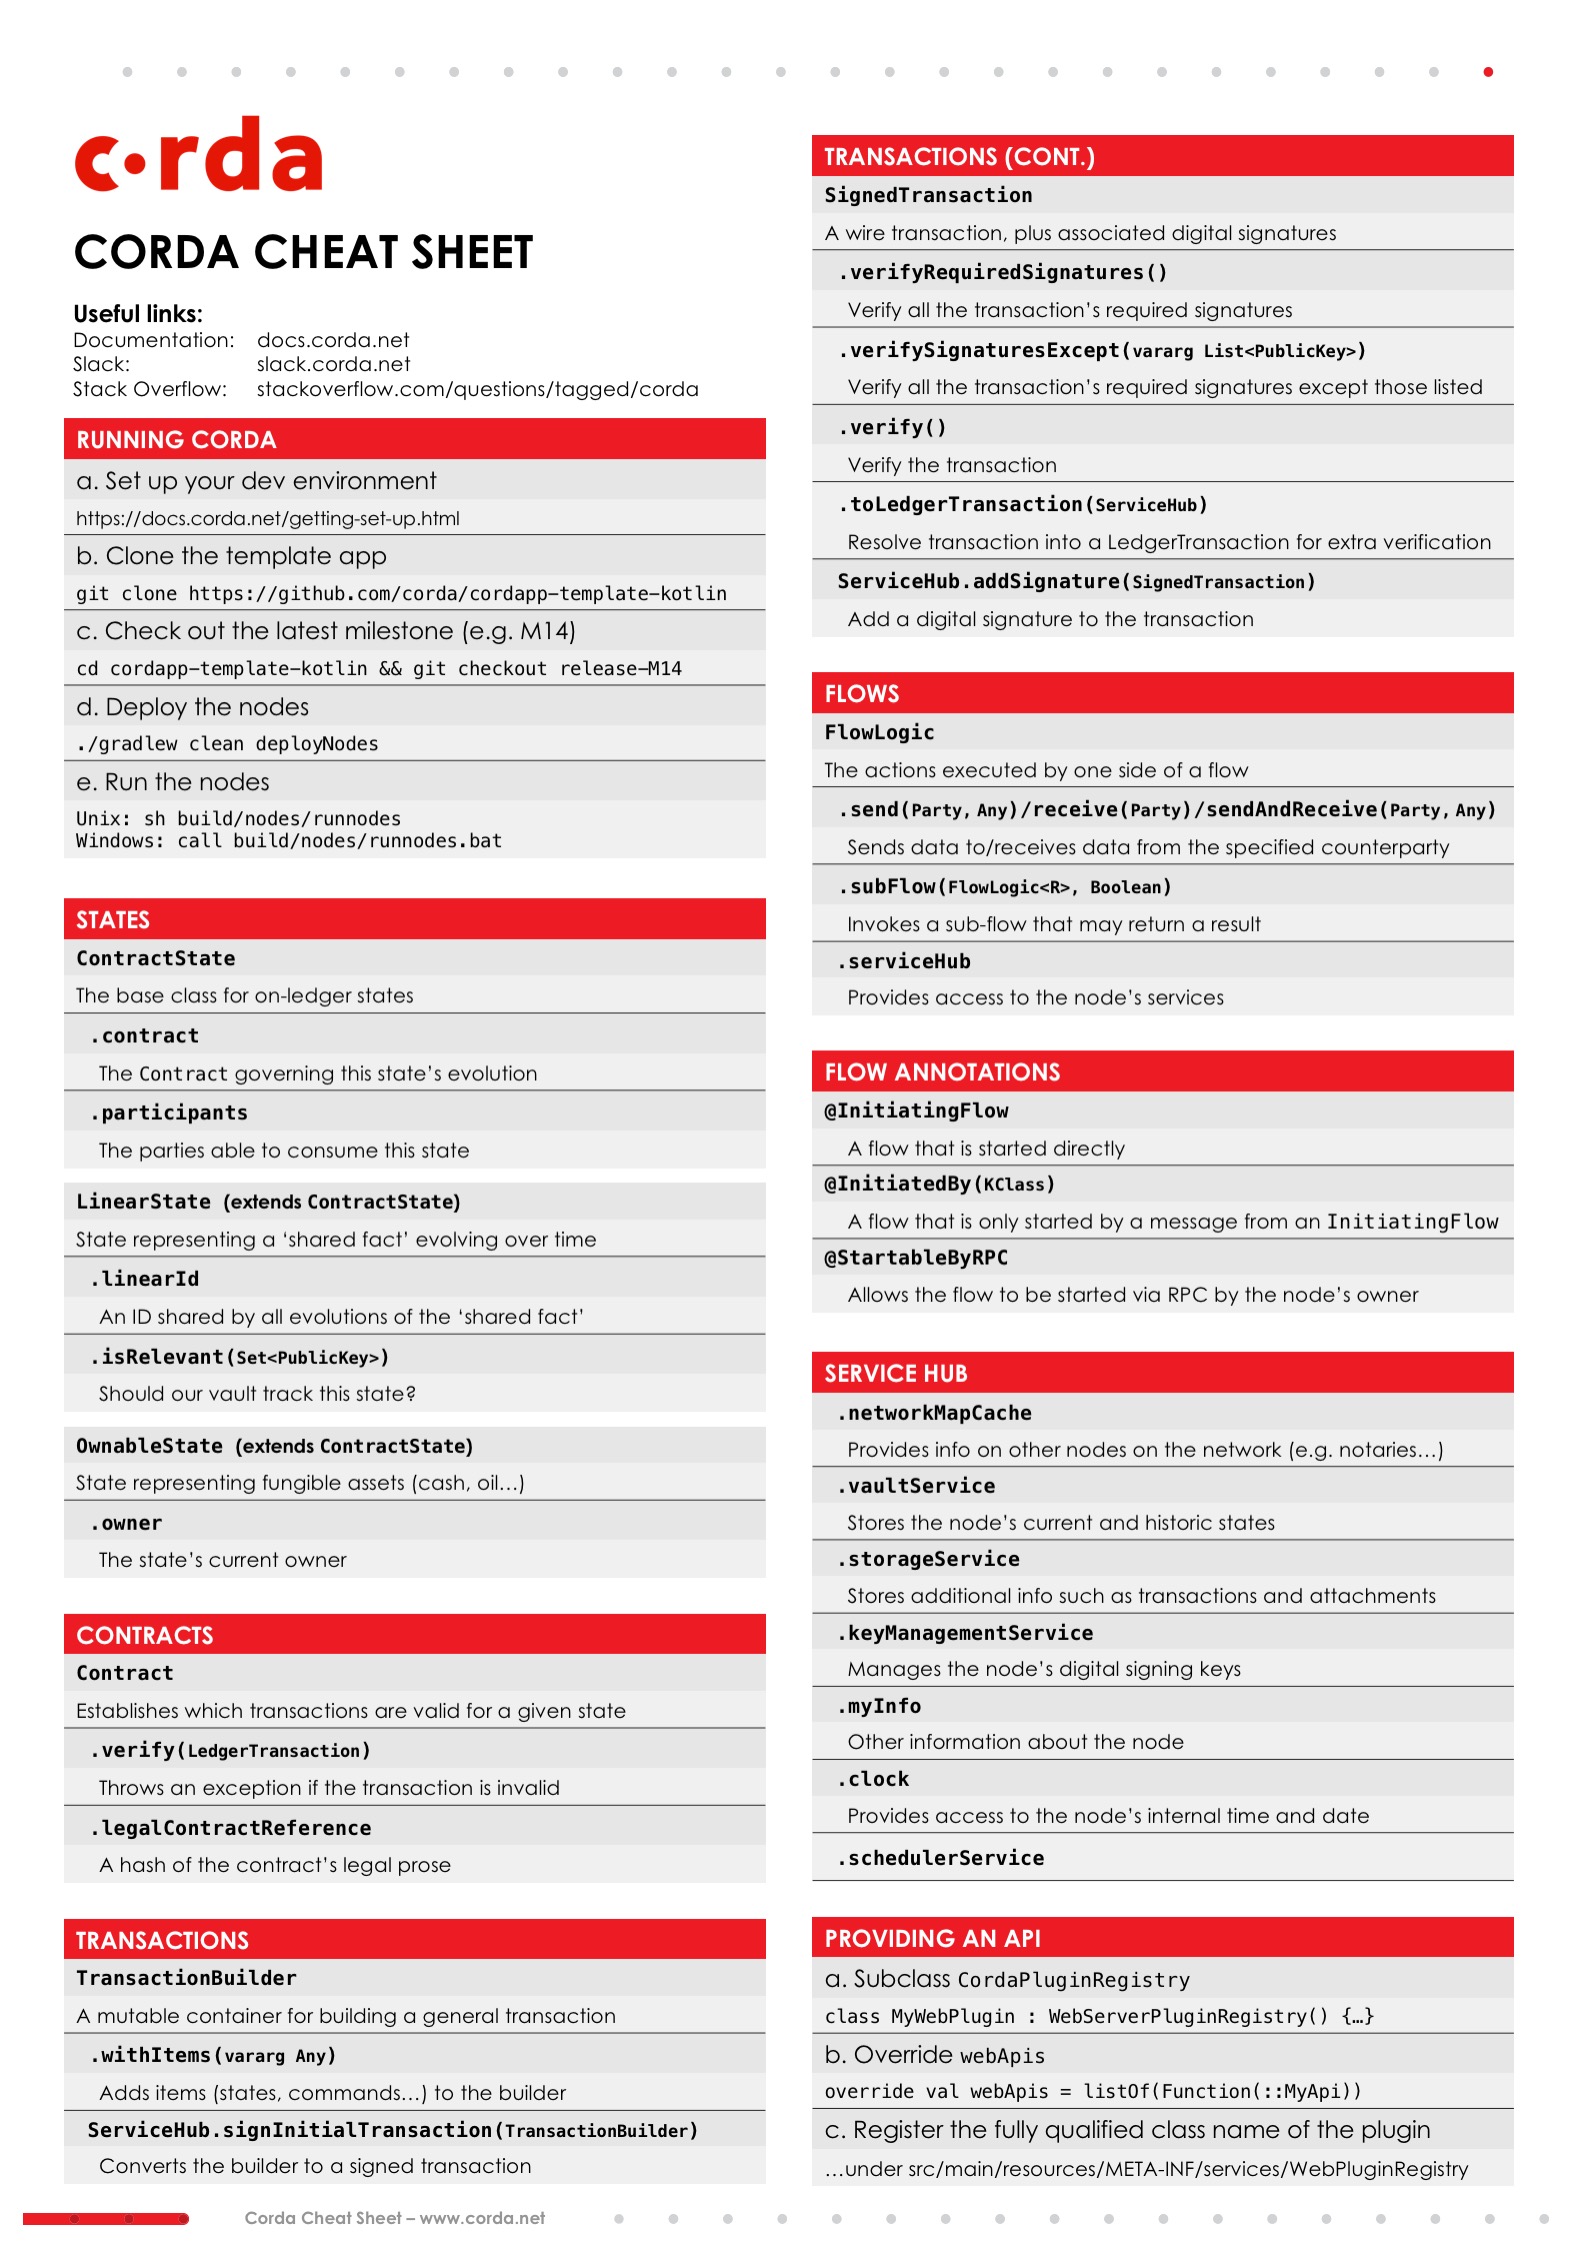 c·rda
CORDA CHEAT SHEET
Useful links:
Documentation: docs.corda.net
Slack: slack.corda.net
Stack Overflow: stackoverflow.com/questions/tagged/corda
RUNNING CORDA
a. Set up your dev environment
https://docs.corda.net/getting-set-up.html
b. Clone the template app
git clone https://github.com/corda/cordapp-template-kotlin
c. Check out the latest milestone (e.g. M14)
cd cordapp-template-kotlin && git checkout release-M14
d. Deploy the nodes
./gradlew clean deployNodes
e. Run the nodes
Unix: sh build/nodes/runnodes
Windows: call build/nodes/runnodes.bat
STATES
ContractState
The base class for on-ledger states
.contract
The Contract governing this state’s evolution
.participants
The parties able to consume this state
LinearState (extends ContractState)
State representing a ‘shared fact’ evolving over time
.linearId
An ID shared by all evolutions of the ‘shared fact’
.isRelevant(Set<PublicKey>)
Should our vault track this state?
OwnableState (extends ContractState)
State representing fungible assets (cash, oil…)
.owner
The state’s current owner
CONTRACTS
Contract
Establishes which transactions are valid for a given state
.verify(LedgerTransaction)
Throws an exception if the transaction is invalid
.legalContractReference
A hash of the contract’s legal prose
TRANSACTIONS
TransactionBuilder
A mutable container for building a general transaction
.withItems(vararg Any)
Adds items (states, commands…) to the builder
ServiceHub.signInitialTransaction(TransactionBuilder)
Converts the builder to a signed transaction
TRANSACTIONS (CONT.)
SignedTransaction
A wire transaction, plus associated digital signatures
.verifyRequiredSignatures()
Verify all the transaction’s required signatures
.verifySignaturesExcept(vararg List<PublicKey>)
Verify all the transaction’s required signatures except those listed
.verify()
Verify the transaction
.toLedgerTransaction(ServiceHub)
Resolve transaction into a LedgerTransaction for extra verification
ServiceHub.addSignature(SignedTransaction)
Add a digital signature to the transaction
FLOWS
FlowLogic
The actions executed by one side of a flow
.send(Party, Any)/receive(Party)/sendAndReceive(Party, Any)
Sends data to/receives data from the specified counterparty
.subFlow(FlowLogic<R>, Boolean)
Invokes a sub-flow that may return a result
.serviceHub
Provides access to the node’s services
FLOW ANNOTATIONS
@InitiatingFlow
A flow that is started directly
@InitiatedBy(KClass)
A flow that is only started by a message from an InitiatingFlow
@StartableByRPC
Allows the flow to be started via RPC by the node’s owner
SERVICE HUB
.networkMapCache
Provides info on other nodes on the network (e.g. notaries…)
.vaultService
Stores the node’s current and historic states
.storageService
Stores additional info such as transactions and attachments
.keyManagementService
Manages the node’s digital signing keys
.myInfo
Other information about the node
.clock
Provides access to the node’s internal time and date
.schedulerService
PROVIDING AN API
a. Subclass CordaPluginRegistry
class MyWebPlugin : WebServerPluginRegistry() {…}
b. Override webApis
override val webApis = listOf(Function(::MyApi))
c. Register the fully qualified class name of the plugin
…under src/main/resources/META-INF/services/WebPluginRegistry
Corda Cheat Sheet – www.corda.net